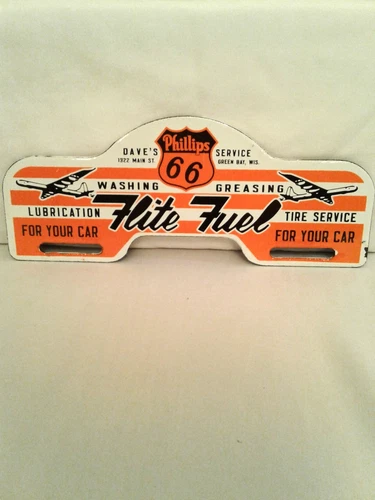 Phillips
66
DAVE'S SERVICE
1322 MAIN ST. GREEN BAY, WIS.
WASHING GREASING
LUBRICATION Flite Fuel TIRE SERVICE
FOR YOUR CAR FOR YOUR CAR